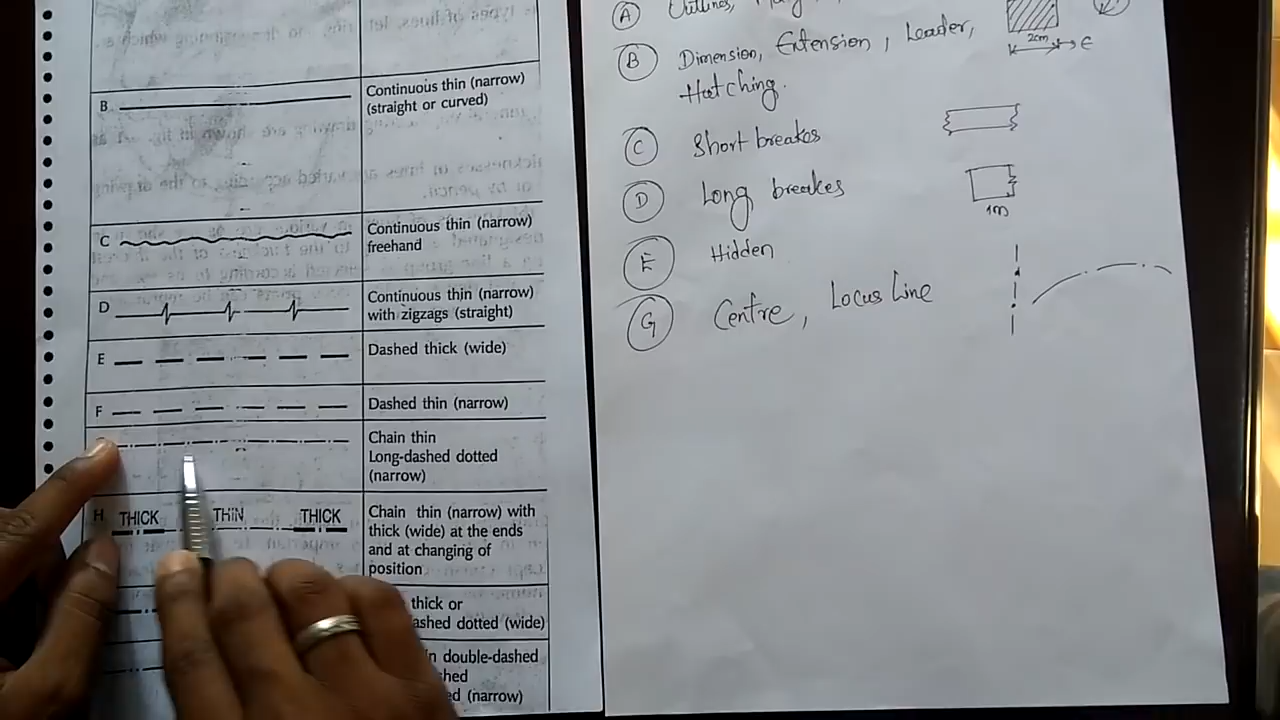 B
Continuous thin (narrow)
(straight or curved)
C
Continuous thin (narrow)
freehand
D
Continuous thin (narrow)
with zigzags (straight)
E
Dashed thick (wide)
F
Dashed thin (narrow)
Chain thin
Long-dashed dotted
(narrow)
H THICK THIN THICK
Chain thin (narrow) with
thick (wide) at the ends
and at changing of
position
thick or
ashed dotted (wide)
n double-dashed
hed
ed (narrow)
A Outlines,
B Dimension, Extension, Leader,
Hatching.
2cm E
C Short breakes
D Long breakes
1m
E Hidden
G Centre, Locus Line